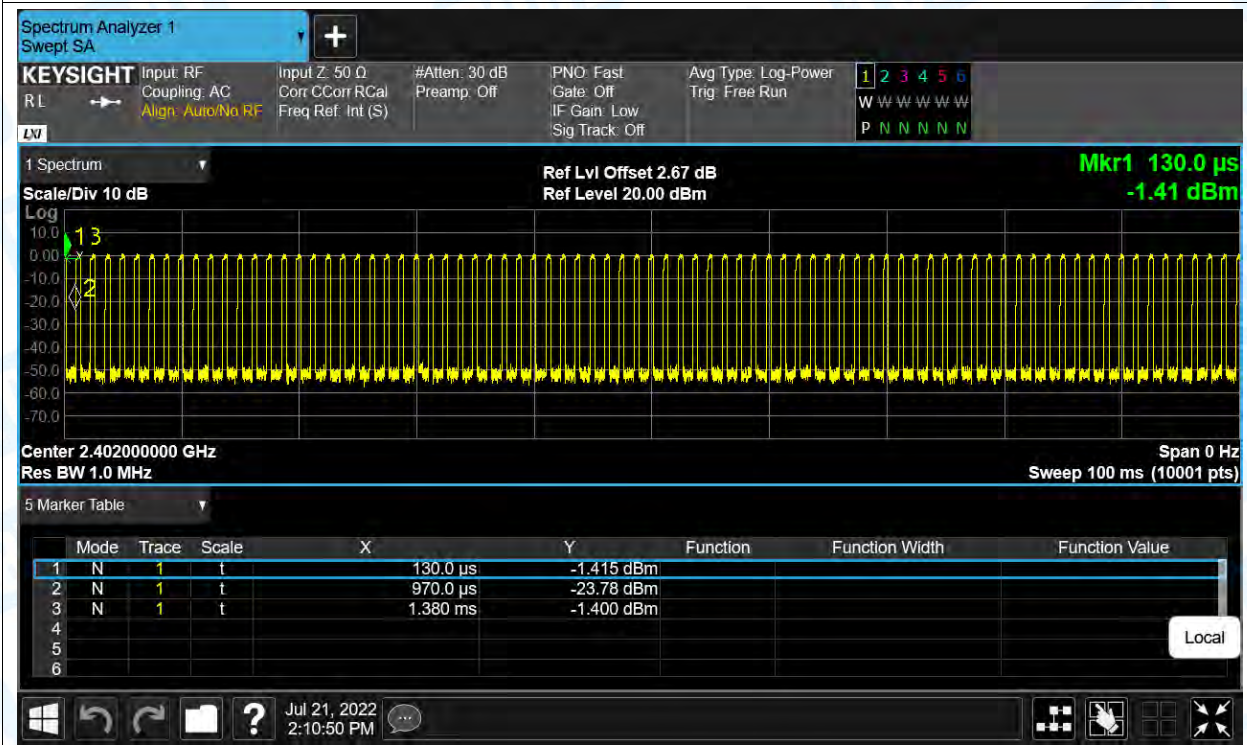 Spectrum Analyzer 1
Swept SA
+
KEYSIGHT Input: RF Input Z: 50 Ω #Atten: 30 dB PNO: Fast Avg Type: Log-Power 1 2 3 4 5 6
R L Coupling: AC Corr CCorr RCal Preamp: Off Gate: Off Trig: Free Run W W W W W W
Align: Auto/No RF Freq Ref: Int (S) IF Gain: Low P N N N N N
LXI Sig Track: Off
1 Spectrum Ref Lvl Offset 2.67 dB Mkr1 130.0 µs
Scale/Div 10 dB Ref Level 20.00 dBm -1.41 dBm
Log
10.0 1 3
0.00
-10.0 2
-20.0
-30.0
-40.0
-50.0
-60.0
-70.0
Center 2.402000000 GHz Span 0 Hz
Res BW 1.0 MHz Sweep 100 ms (10001 pts)
5 Marker Table
Mode Trace Scale X Y Function Function Width Function Value
1 N 1 t 130.0 µs -1.415 dBm
2 N 1 t 970.0 µs -23.78 dBm
3 N 1 t 1.380 ms -1.400 dBm
4
5 Local
6
? Jul 21, 2022
2:10:50 PM